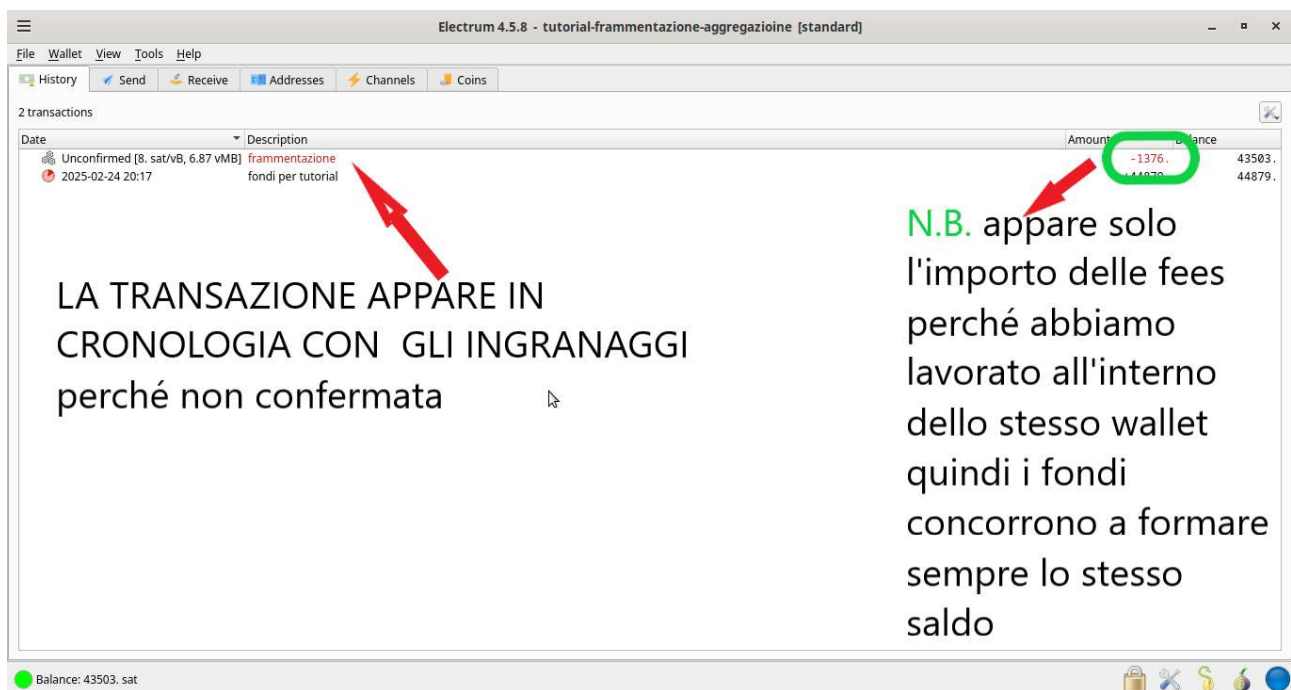 Electrum 4.5.8 - tutorial-frammentazione-aggregazioine [standard]
File Wallet View Tools Help
History Send Receive Addresses Channels Coins
2 transactions
Date Description Amount Balance
Unconfirmed [8. sat/vB, 6.87 vMB] frammentazione -1376. 43503.
2025-02-24 20:17 fondi per tutorial 44879.
N.B. appare solo
l'importo delle fees
perché abbiamo
lavorato all'interno
dello stesso wallet
quindi i fondi
concorrono a formare
sempre lo stesso
saldo
LA TRANSAZIONE APPARE IN
CRONOLOGIA CON GLI INGRANAGGI
perché non confermata
Balance: 43503. sat